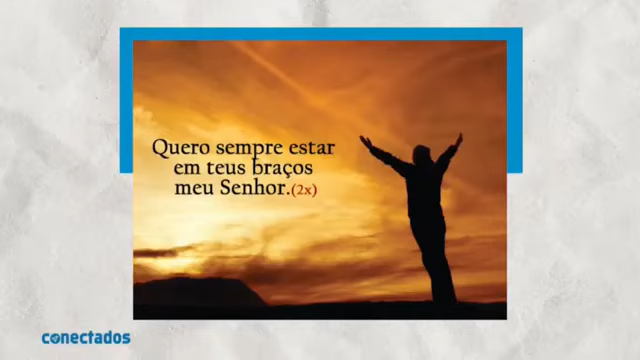 Quero sempre estar
em teus braços
meu Senhor.(2x)
conectados